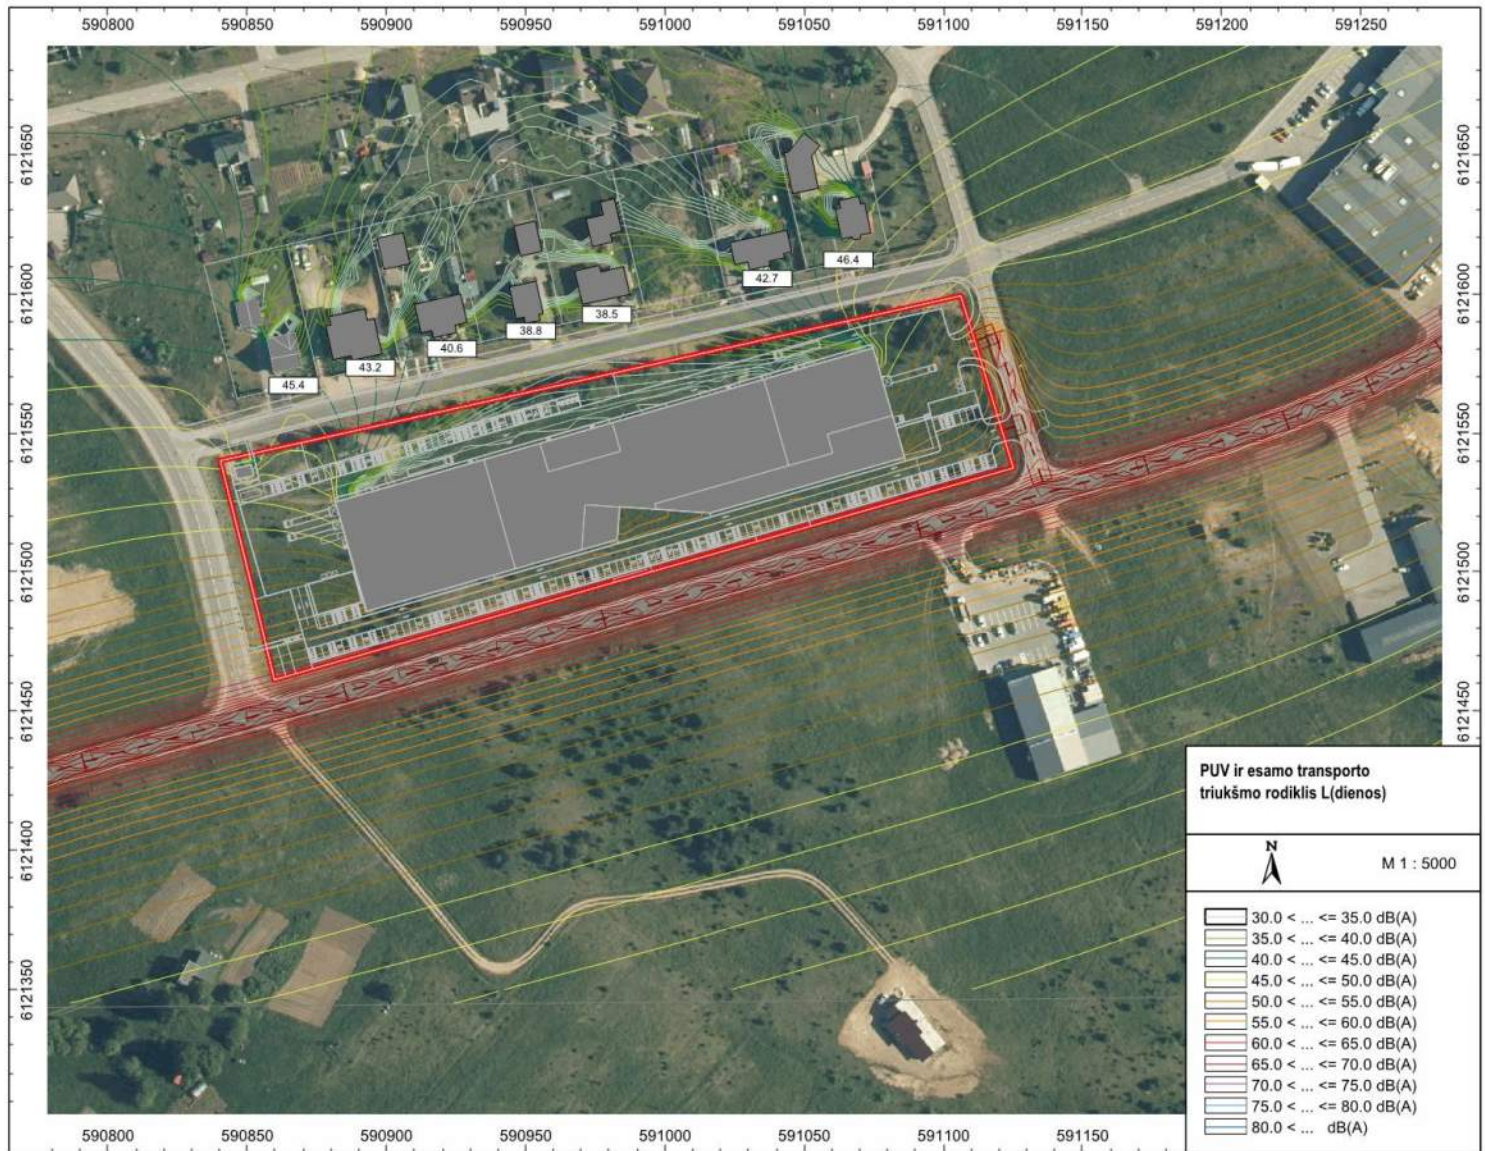 590800 590850 590900 590950 591000 591050 591100 591150 591200 591250
6121650
6121600
6121550
6121500
6121450
6121400
6121350
6121650
6121600
6121550
6121500
6121450
46.4
42.7
38.5
38.8
40.6
43.2
45.4
PUV ir esamo transporto
triukšmo rodiklis L(dienos)
N
M 1 : 5000
30.0 < ... <= 35.0 dB(A)
35.0 < ... <= 40.0 dB(A)
40.0 < ... <= 45.0 dB(A)
45.0 < ... <= 50.0 dB(A)
50.0 < ... <= 55.0 dB(A)
55.0 < ... <= 60.0 dB(A)
60.0 < ... <= 65.0 dB(A)
65.0 < ... <= 70.0 dB(A)
70.0 < ... <= 75.0 dB(A)
75.0 < ... <= 80.0 dB(A)
80.0 < ... dB(A)
590800 590850 590900 590950 591000 591050 591100 591150